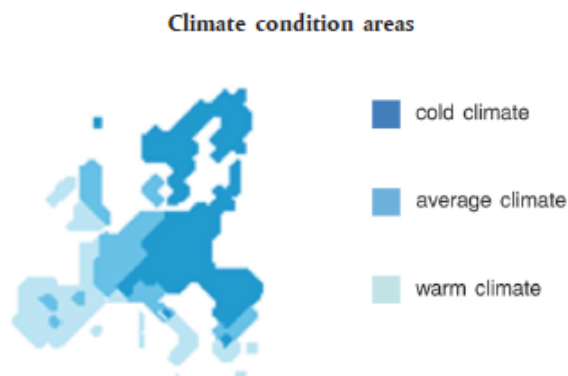 Climate condition areas
cold climate
average climate
warm climate